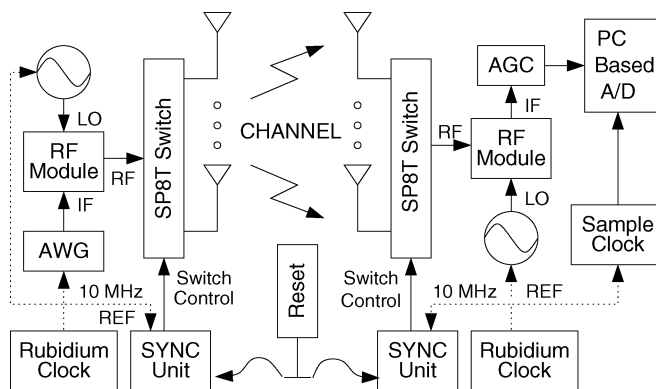 LO
RF
Module
RF
IF
AWG
10 MHz
REF
Rubidium
Clock
SP8T Switch
Switch
Control
SYNC
Unit
CHANNEL
Reset
SP8T Switch
Switch
Control
SYNC
Unit
RF
AGC
IF
RF
Module
LO
10 MHz
REF
Rubidium
Clock
PC
Based
A/D
Sample
Clock